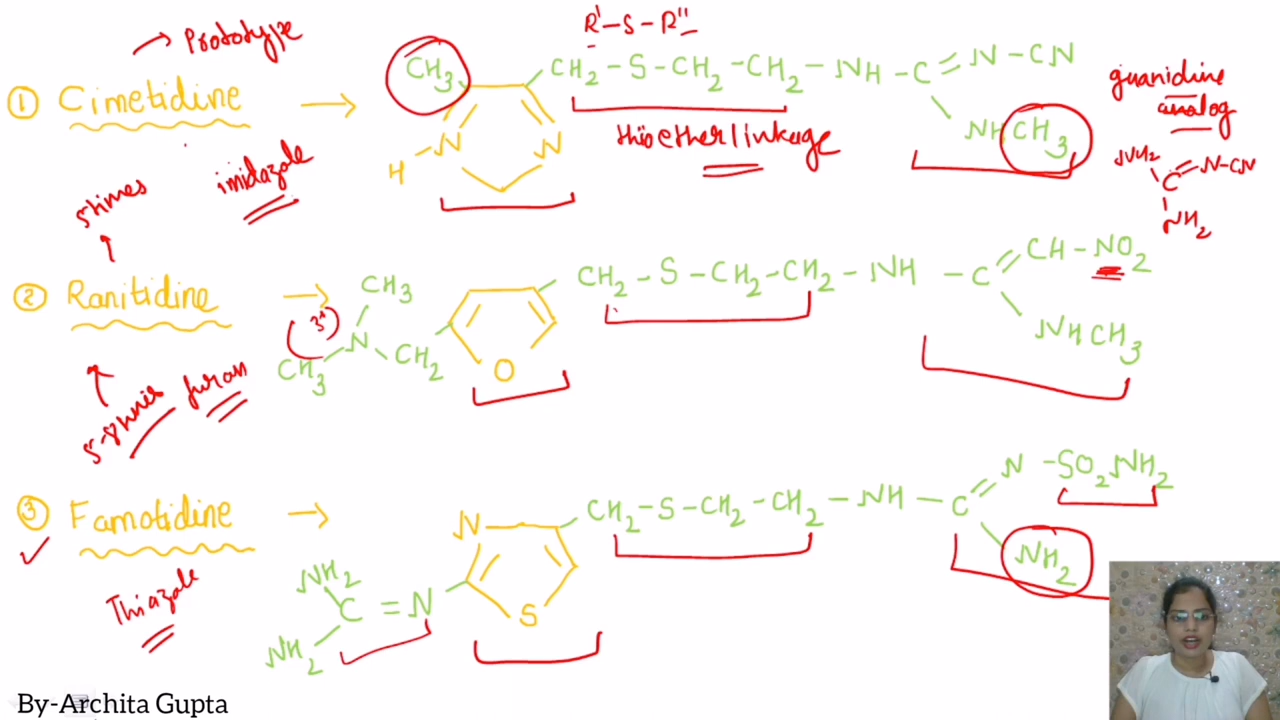 R'-S-R"
→ Prototype
① Cimetidine →
CH3 CH2-S-CH2-CH2-NH-C=N-CN
NH CH3
H-N N
imidazole
thioether linkage
guanidine
analog
NH2
C=N-CN
NH2
5times
② Ranitidine →
CH3
3°
N
CH3 CH2
O
CH2-S-CH2-CH2-NH-C=CH-NO2
NHCH3
furan
5-8times
③ Famotidine →
N
S
CH2-S-CH2-CH2-NH-C=N-SO2NH2
NH2
Thiazole
NH2
C=N
NH2
By-Archita Gupta